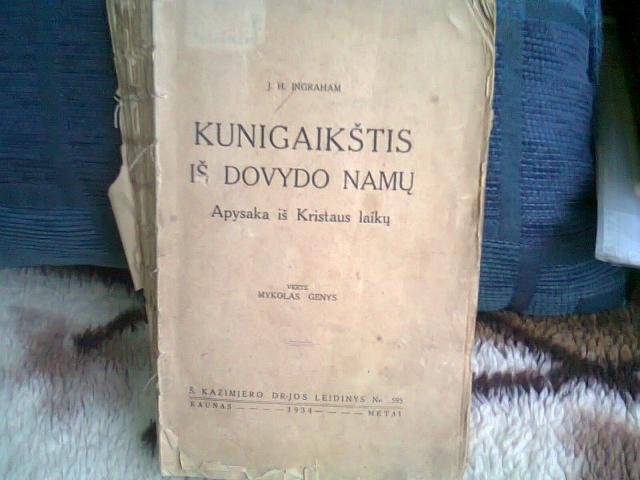 J. H. INGRAHAM
KUNIGAIKŠTIS
IŠ DOVYDO NAMŲ
Apysaka iš Kristaus laikų
VERTĖ
MYKOLAS GENYS
Š. KAZIMIERO DR-JOS LEIDINYS Nr. 595
KAUNAS — — — — 1934 — — — — METAI